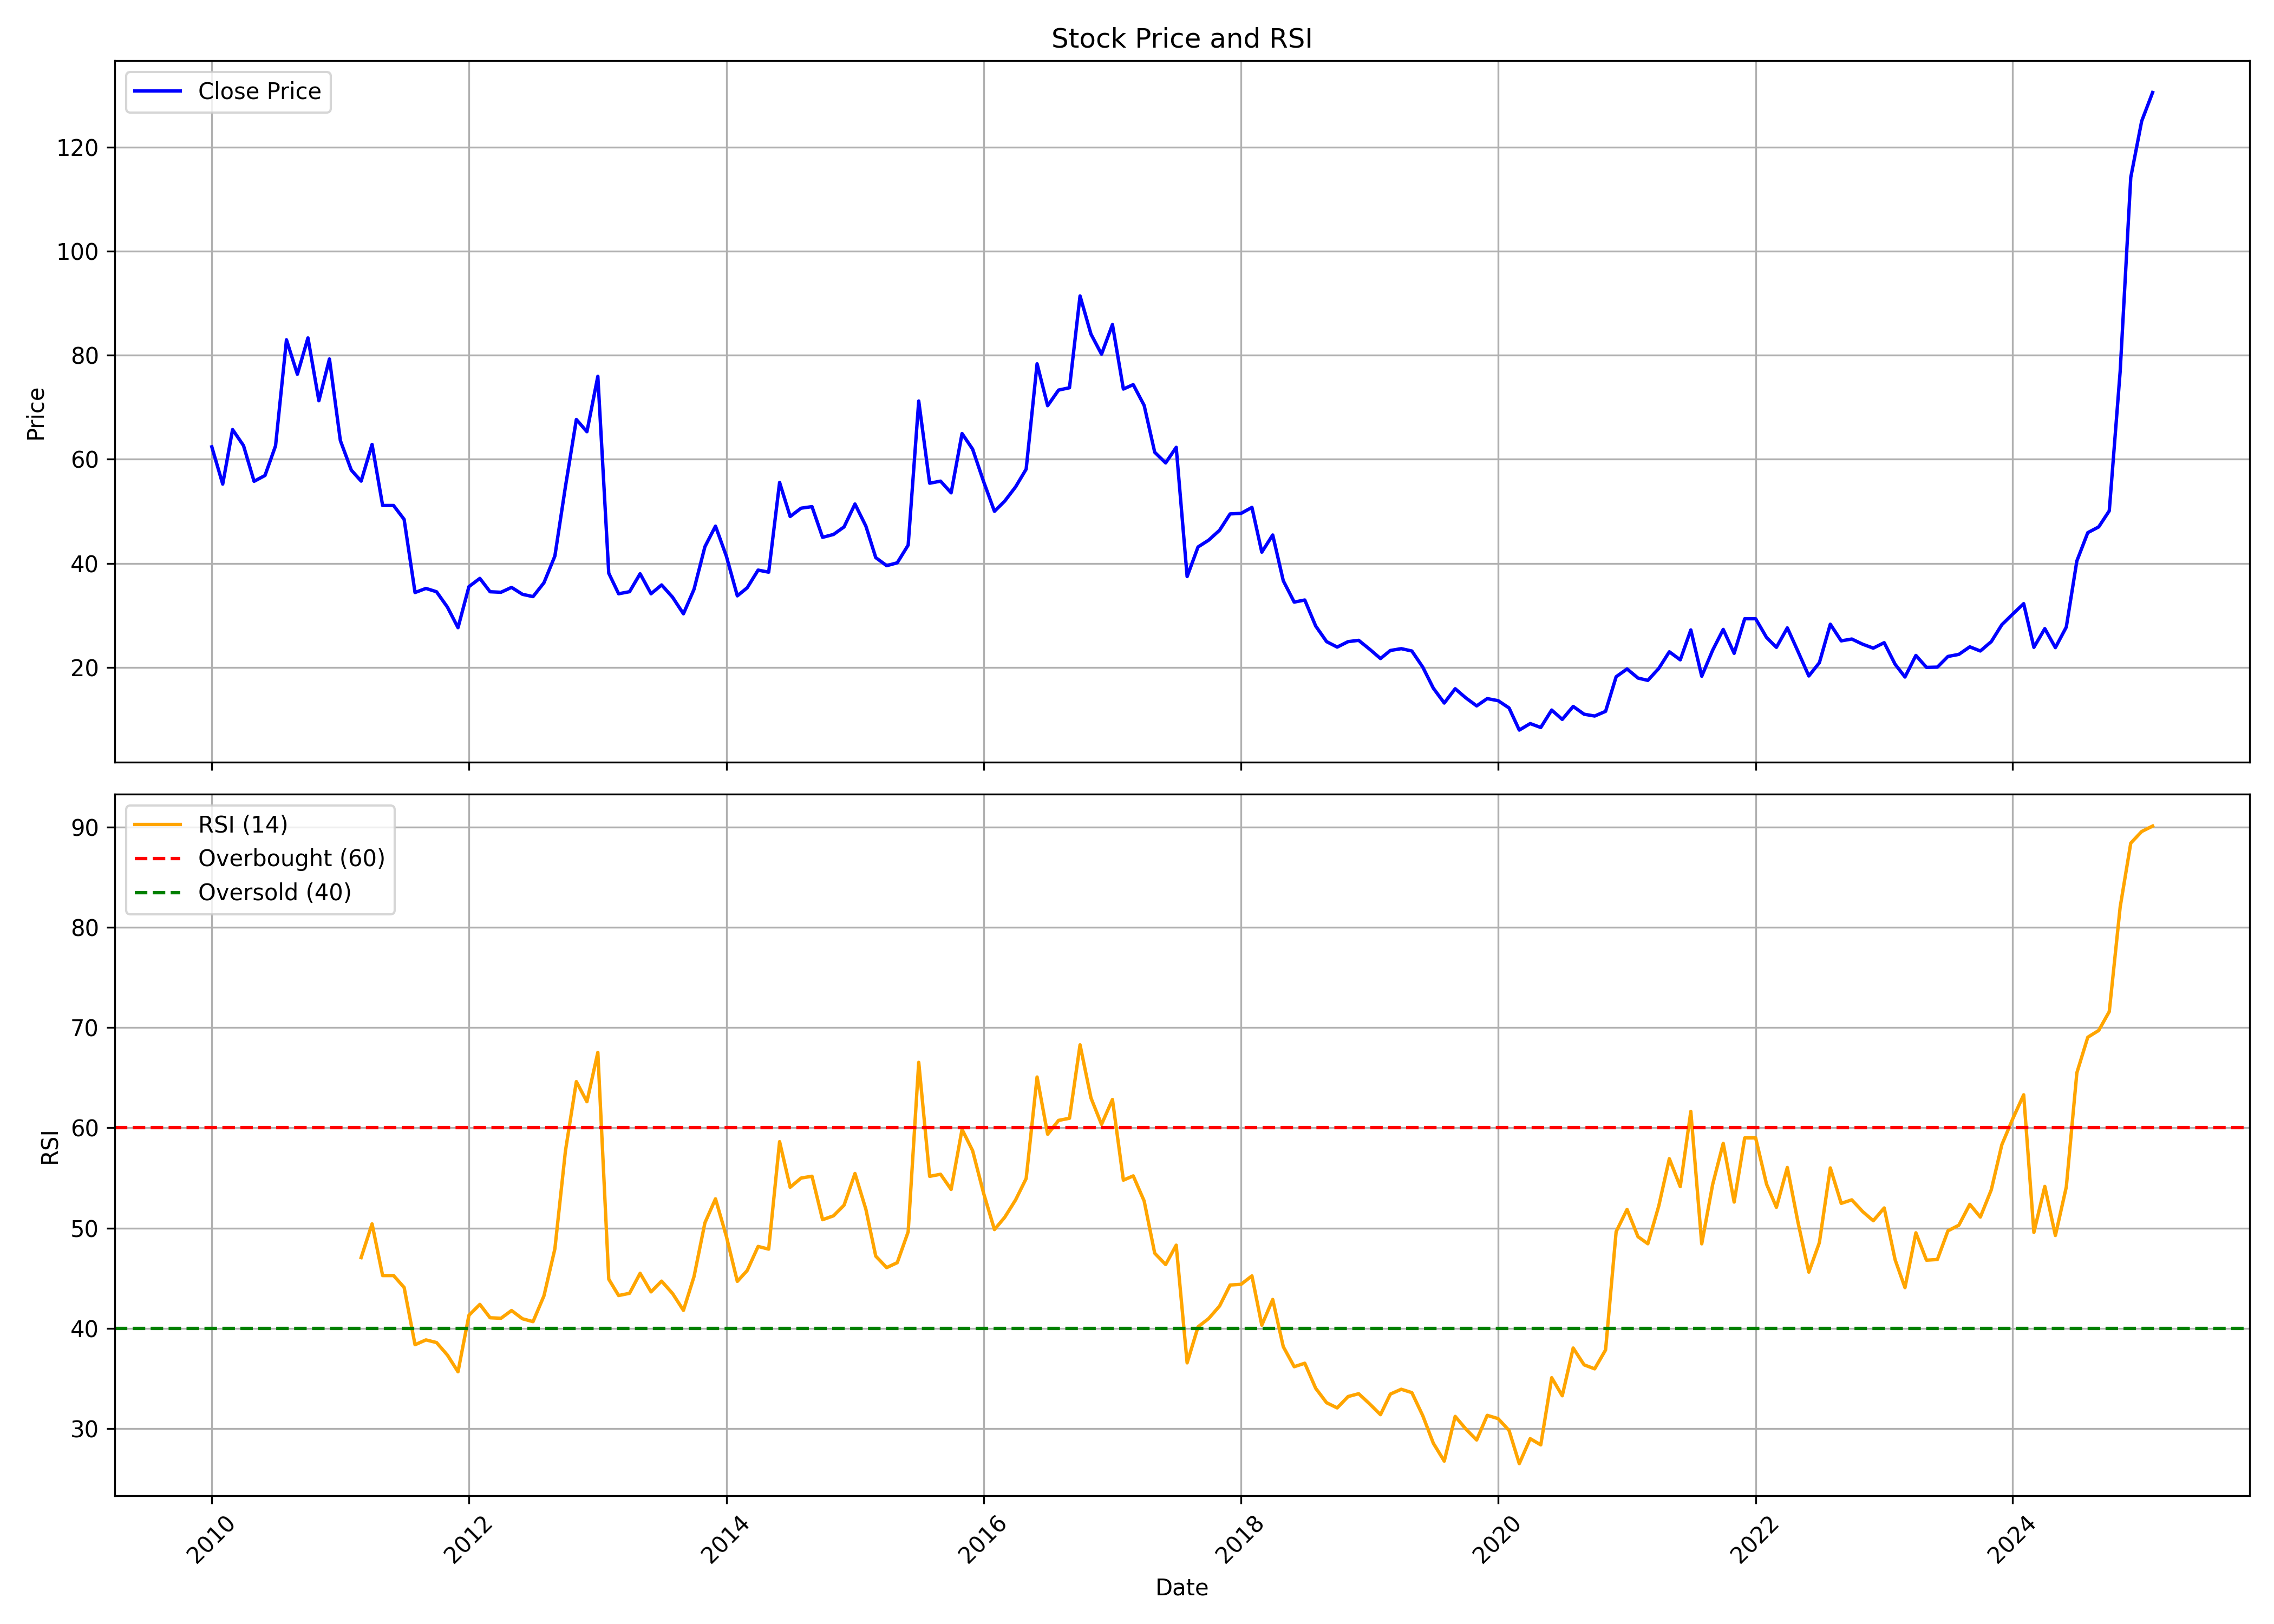 Stock Price and RSI
Close Price
120
100
80
60
40
20
Price
RSI (14)
Overbought (60)
Oversold (40)
90
80
70
60
50
40
30
RSI
2010
2012
2014
2016
2018
2020
2022
2024
Date